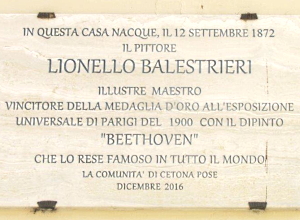 IN QUESTA CASA NACQUE, IL 12 SETTEMBRE 1872
IL PITTORE
LIONELLO BALESTRIERI
ILLUSTRE MAESTRO
VINCITORE DELLA MEDAGLIA D'ORO ALL'ESPOSIZIONE
UNIVERSALE DI PARIGI DEL 1900 CON IL DIPINTO
"BEETHOVEN"
CHE LO RESE FAMOSO IN TUTTO IL MONDO
LA COMUNITA' DI CETONA POSE
DICEMBRE 2016